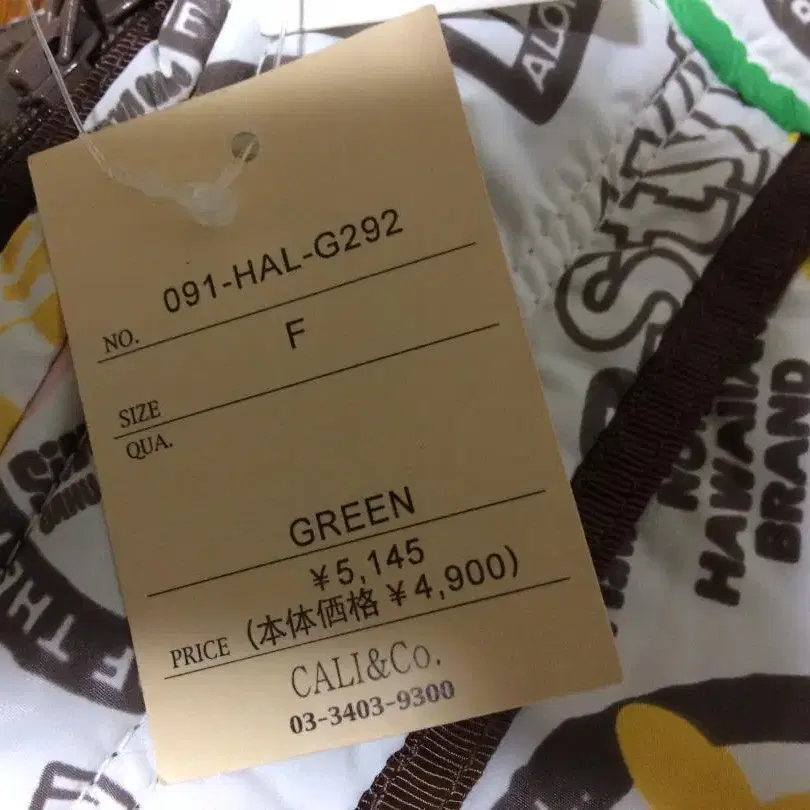 091-HAL-G292
NO.
F
SIZE
QUA.
GREEN
¥5,145
PRICE (本体価格¥4,900)
CALI&Co.
03-3403-9300
HAWAIIAN
BRAND